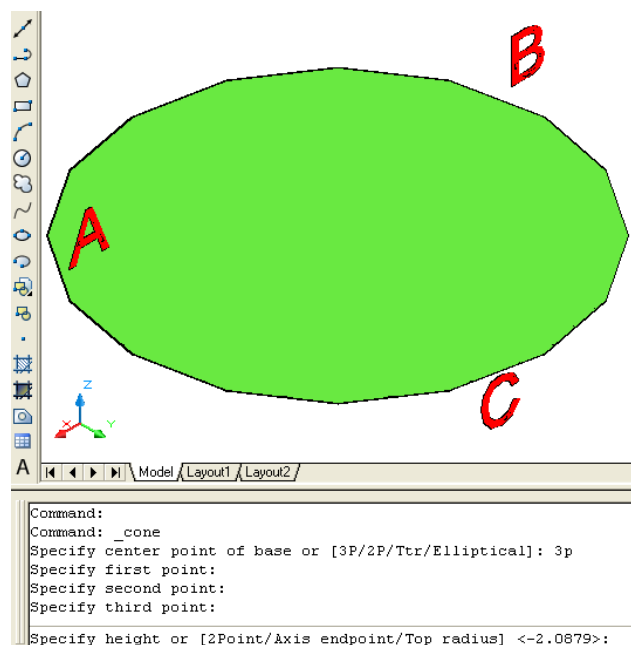 B
A
C
Z
X
Y
A
Model Layout1 Layout2
Command:
Command: _cone
Specify center point of base or [3P/2P/Ttr/Elliptical]: 3p
Specify first point:
Specify second point:
Specify third point:
Specify height or [2Point/Axis endpoint/Top radius] <-2.0879>: